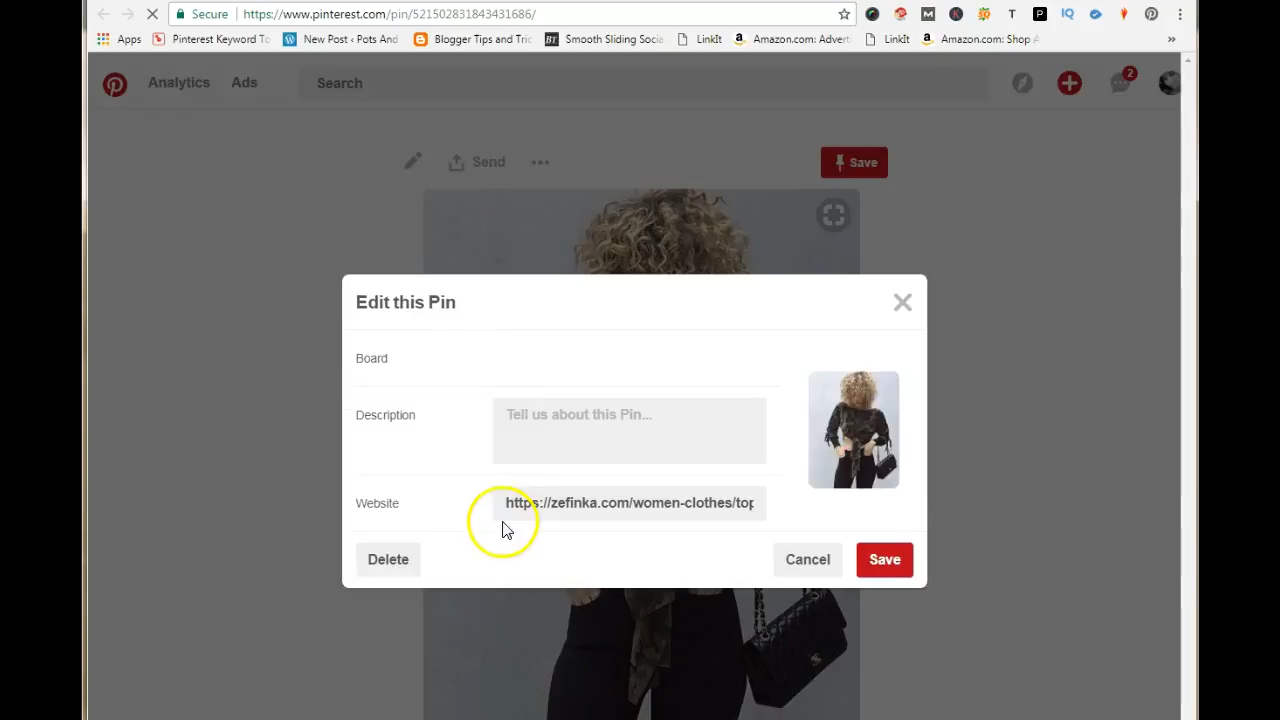 Secure https://www.pinterest.com/pin/521502831843431686/
Apps Pinterest Keyword To New Post ‹ Pots And Blogger Tips and Tric BT Smooth Sliding Socia LinkIt Amazon.com: Adverti LinkIt Amazon.com: Shop A »
Analytics Ads Search 2
Send ••• Save
Edit this Pin
Board
Description Tell us about this Pin...
Website https://zefinka.com/women-clothes/top
Delete Cancel Save